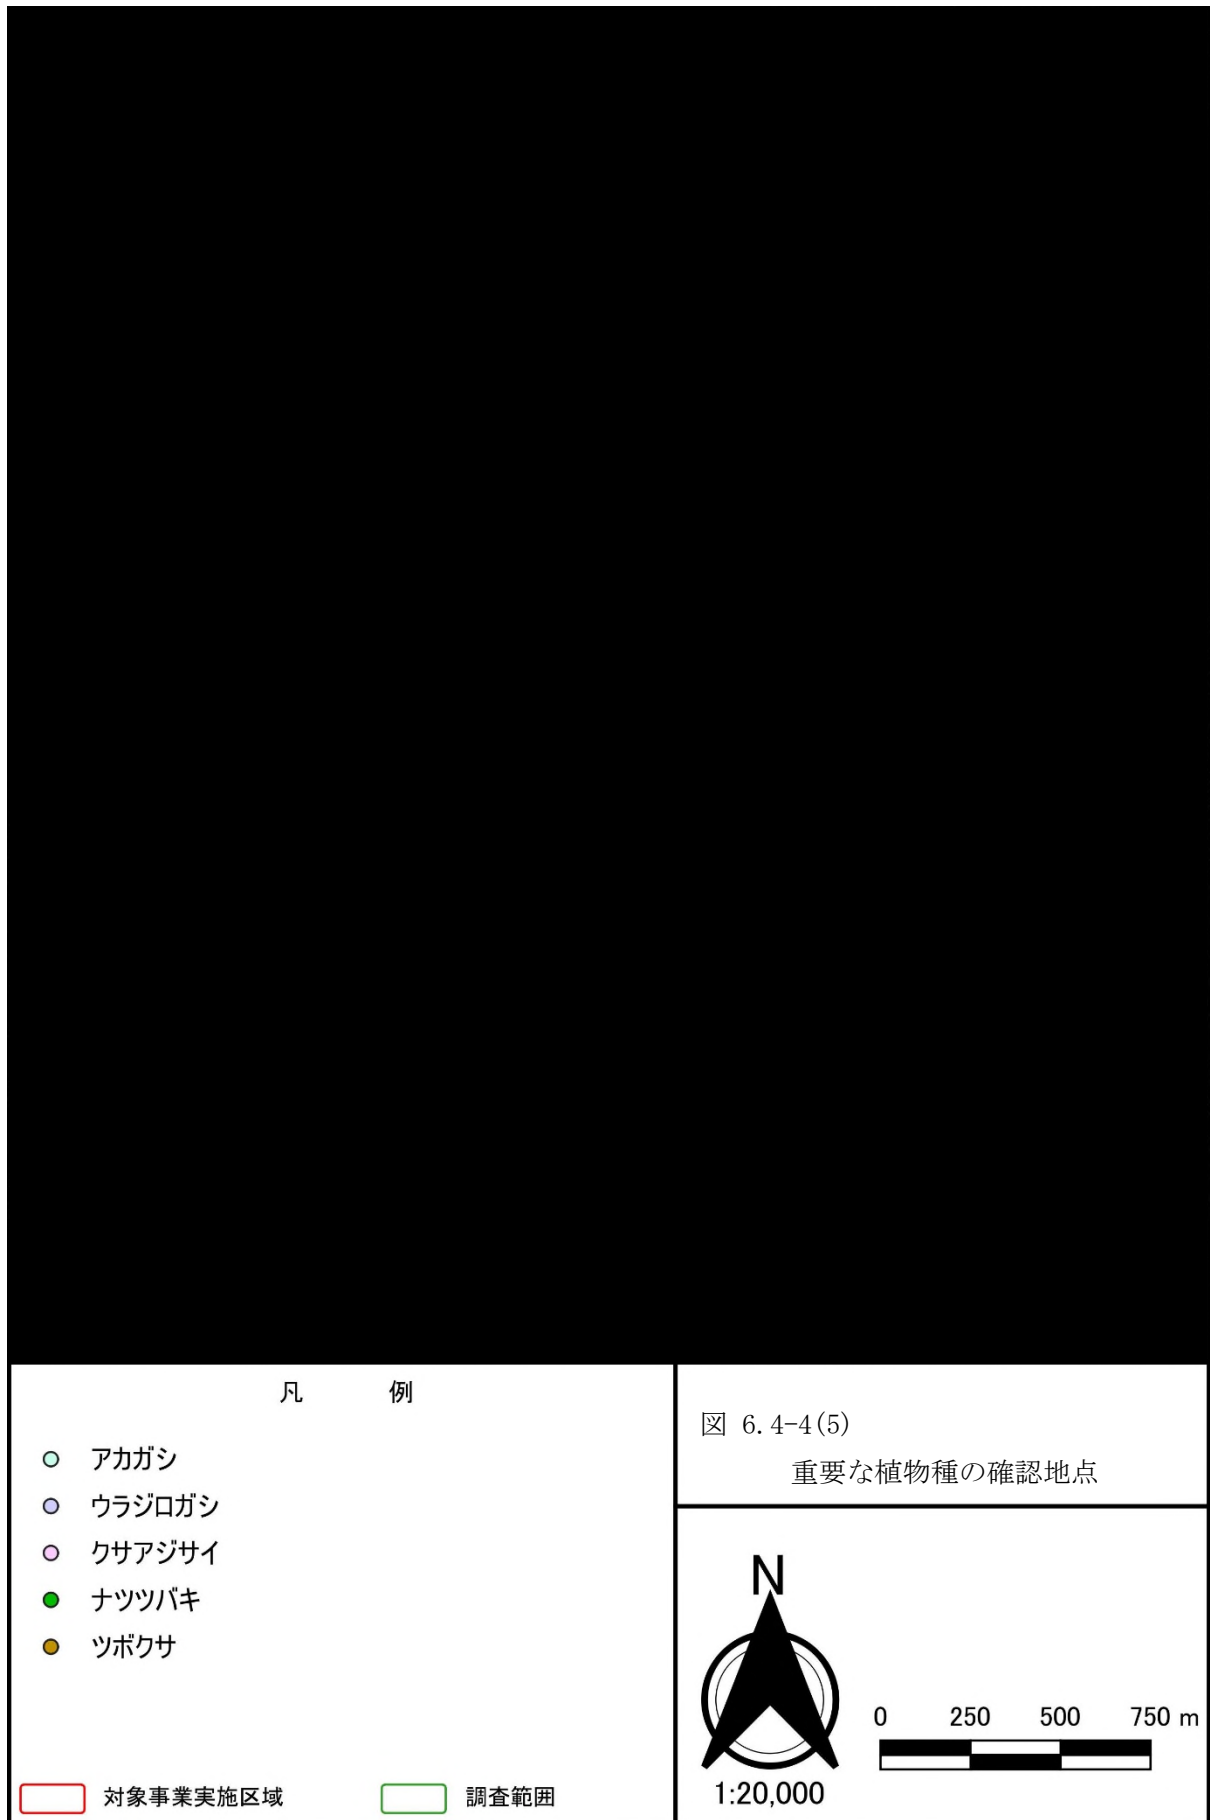 凡 例
アカガシ
ウラジロガシ
クサアジサイ
ナツツバキ
ツボクサ
対象事業実施区域
調査範囲
図 6.4-4(5)
重要な植物種の確認地点
N
0 250 500 750 m
1:20,000